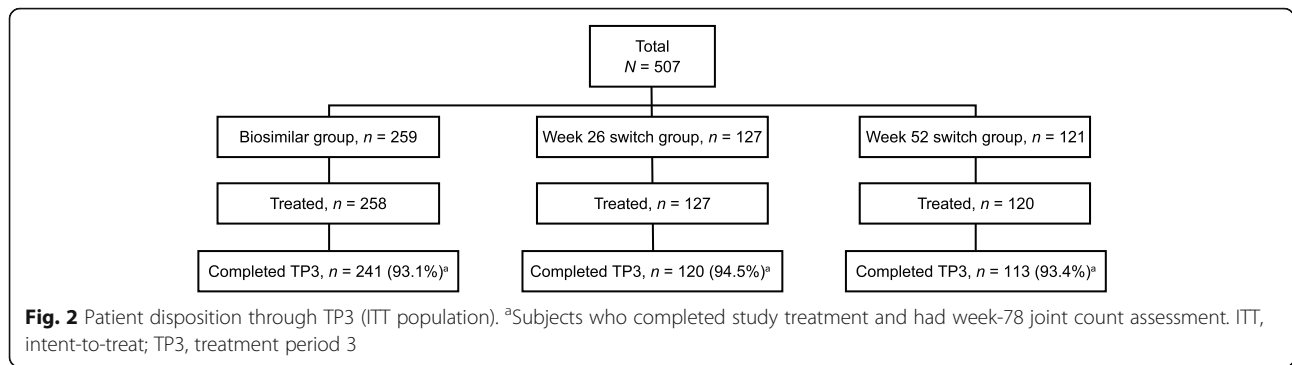 Total
N = 507
Biosimilar group, n = 259
Week 26 switch group, n = 127
Week 52 switch group, n = 121
Treated, n = 258
Treated, n = 127
Treated, n = 120
Completed TP3, n = 241 (93.1%)ᵃ
Completed TP3, n = 120 (94.5%)ᵃ
Completed TP3, n = 113 (93.4%)ᵃ
Fig. 2 Patient disposition through TP3 (ITT population). ᵃSubjects who completed study treatment and had week-78 joint count assessment. ITT,
intent-to-treat; TP3, treatment period 3